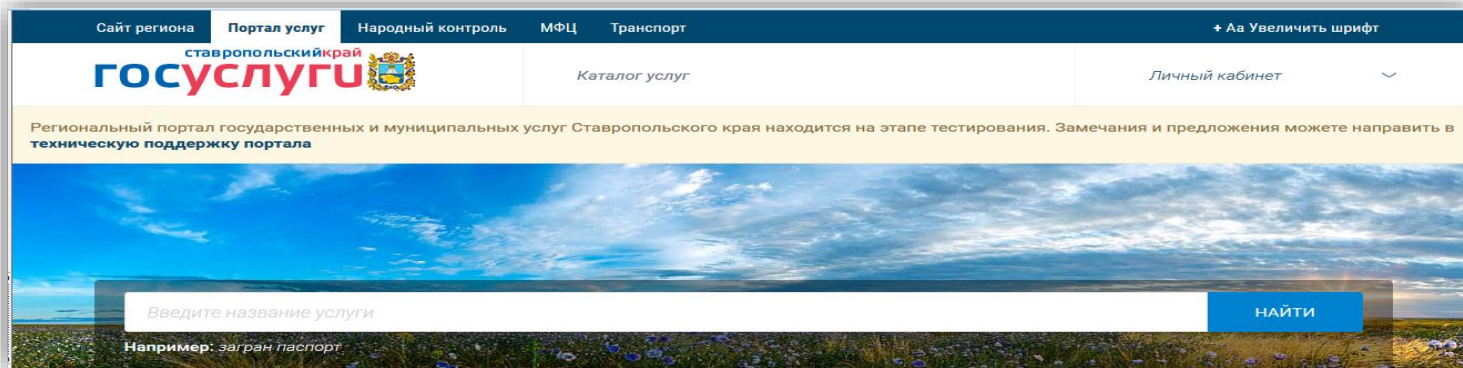 Сайт региона Портал услуг Народный контроль МФЦ Транспорт + Aa Увеличить шрифт
ставропольскийкрай
госуслуги Каталог услуг Личный кабинет
Региональный портал государственных и муниципальных услуг Ставропольского края находится на этапе тестирования. Замечания и предложения можете направить в
техническую поддержку портала
Введите название услуги НАЙТИ
Например: загран паспорт